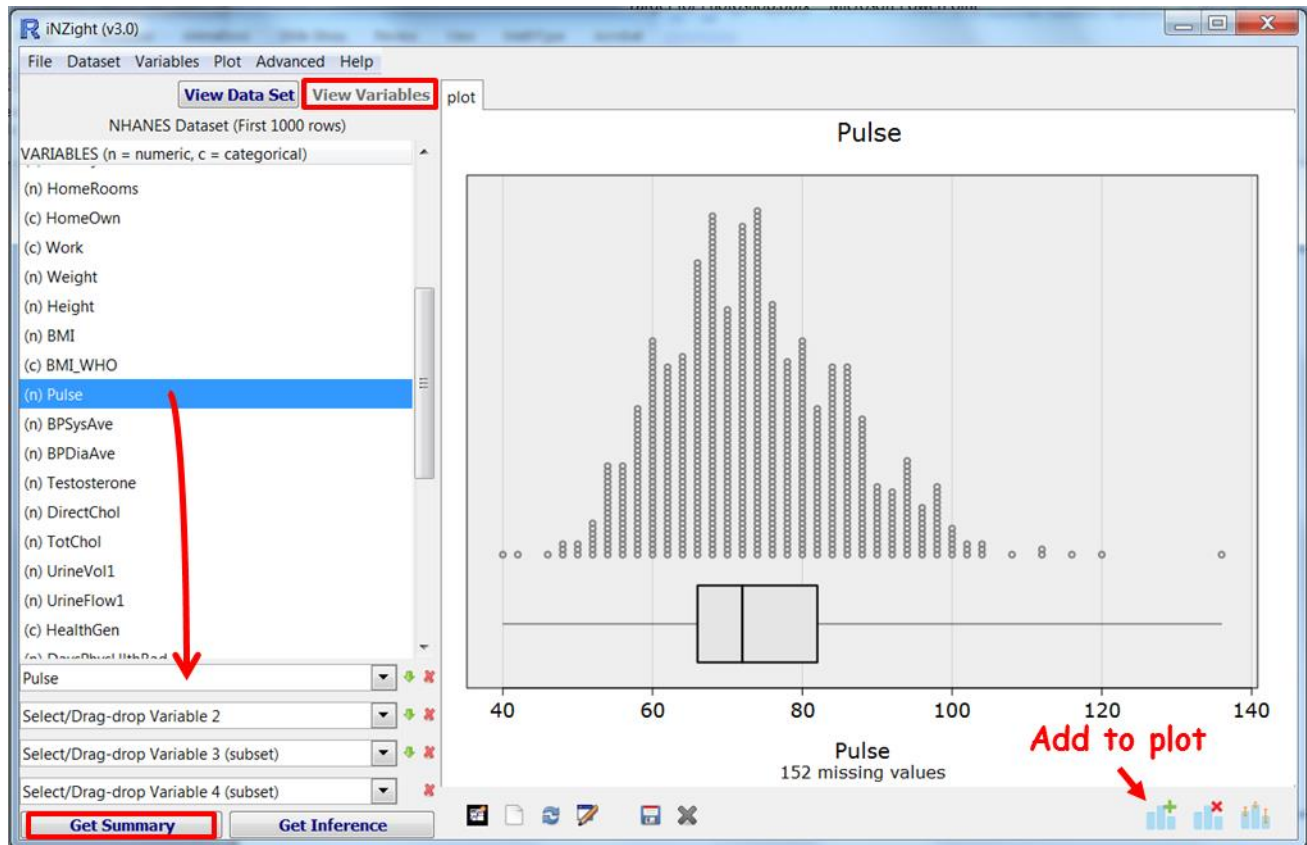 iNZight (v3.0)
File Dataset Variables Plot Advanced Help
View Data Set View Variables
NHANES Dataset (First 1000 rows)
VARIABLES (n = numeric, c = categorical)
(n) HomeRooms
(c) HomeOwn
(c) Work
(n) Weight
(n) Height
(n) BMI
(c) BMI_WHO
(n) Pulse
(n) BPSysAve
(n) BPDiaAve
(n) Testosterone
(n) DirectChol
(n) TotChol
(n) UrineVol1
(n) UrineFlow1
(c) HealthGen
Pulse
Select/Drag-drop Variable 2
Select/Drag-drop Variable 3 (subset)
Select/Drag-drop Variable 4 (subset)
Get Summary Get Inference
plot
Pulse
40 60 80 100 120 140
Pulse
152 missing values
Add to plot